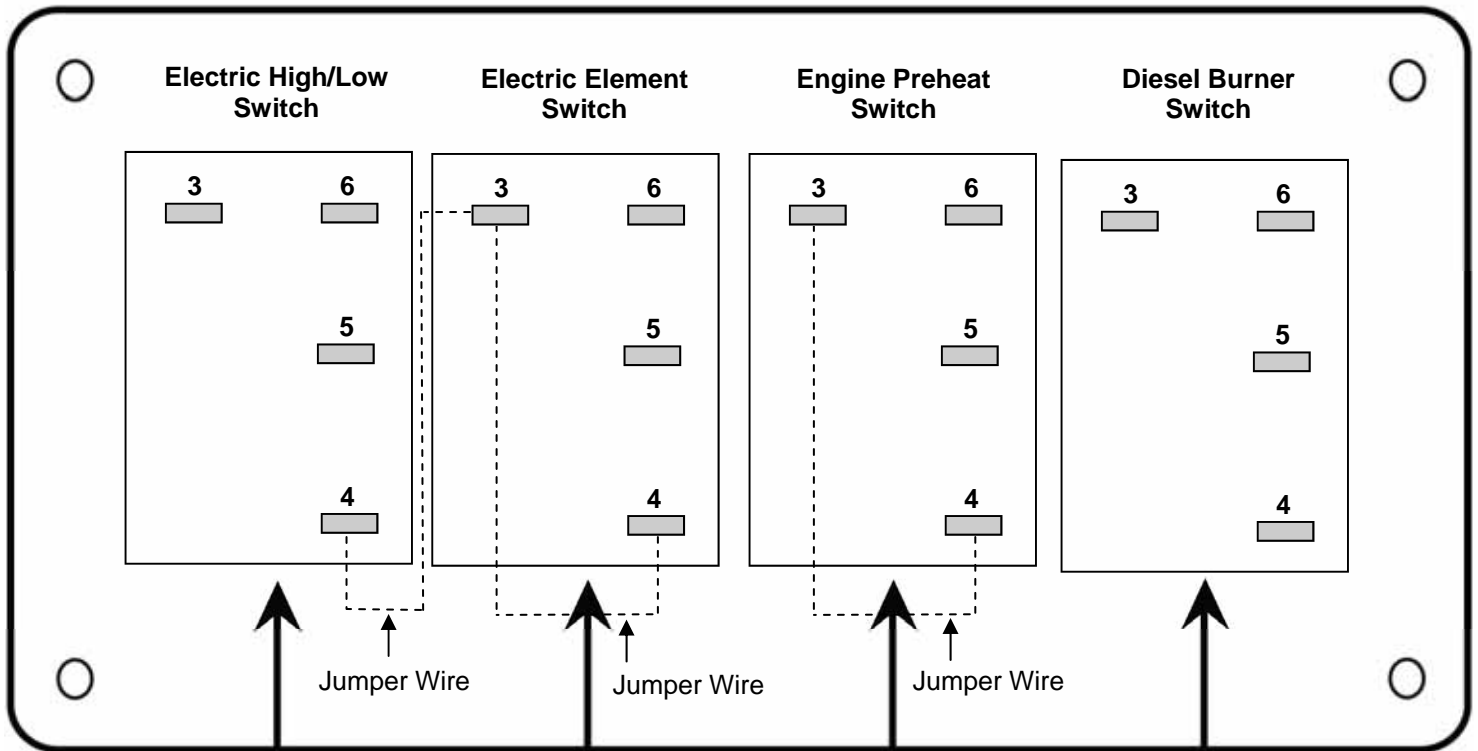 Electric High/Low
Switch
Electric Element
Switch
Engine Preheat
Switch
Diesel Burner
Switch
3 6
5
4
3 6
5
4
3 6
5
4
3 6
5
4
Jumper Wire
Jumper Wire
Jumper Wire